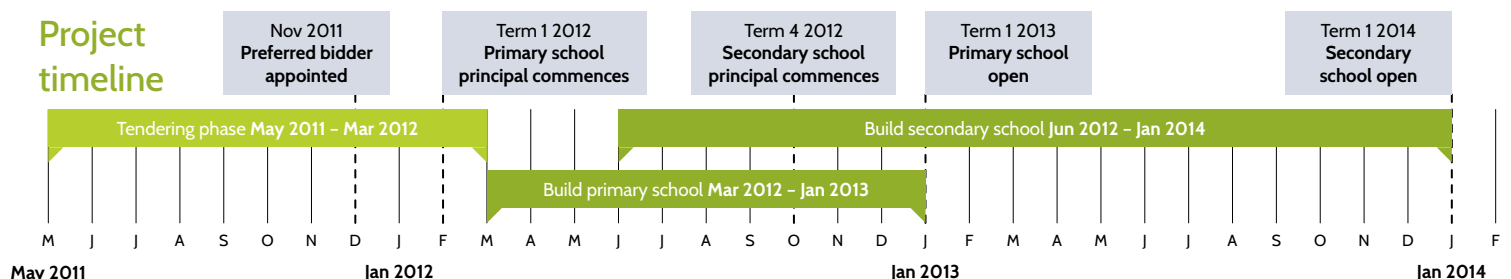 Project
timeline
Nov 2011
Preferred bidder
appointed
Term 1 2012
Primary school
principal commences
Term 4 2012
Secondary school
principal commences
Term 1 2013
Primary school
open
Term 1 2014
Secondary
school open
Tendering phase May 2011 – Mar 2012
Build secondary school Jun 2012 – Jan 2014
Build primary school Mar 2012 – Jan 2013
M J J A S O N D J F M A M J J A S O N D J F M A M J J A S O N D J F
May 2011 Jan 2012 Jan 2013 Jan 2014